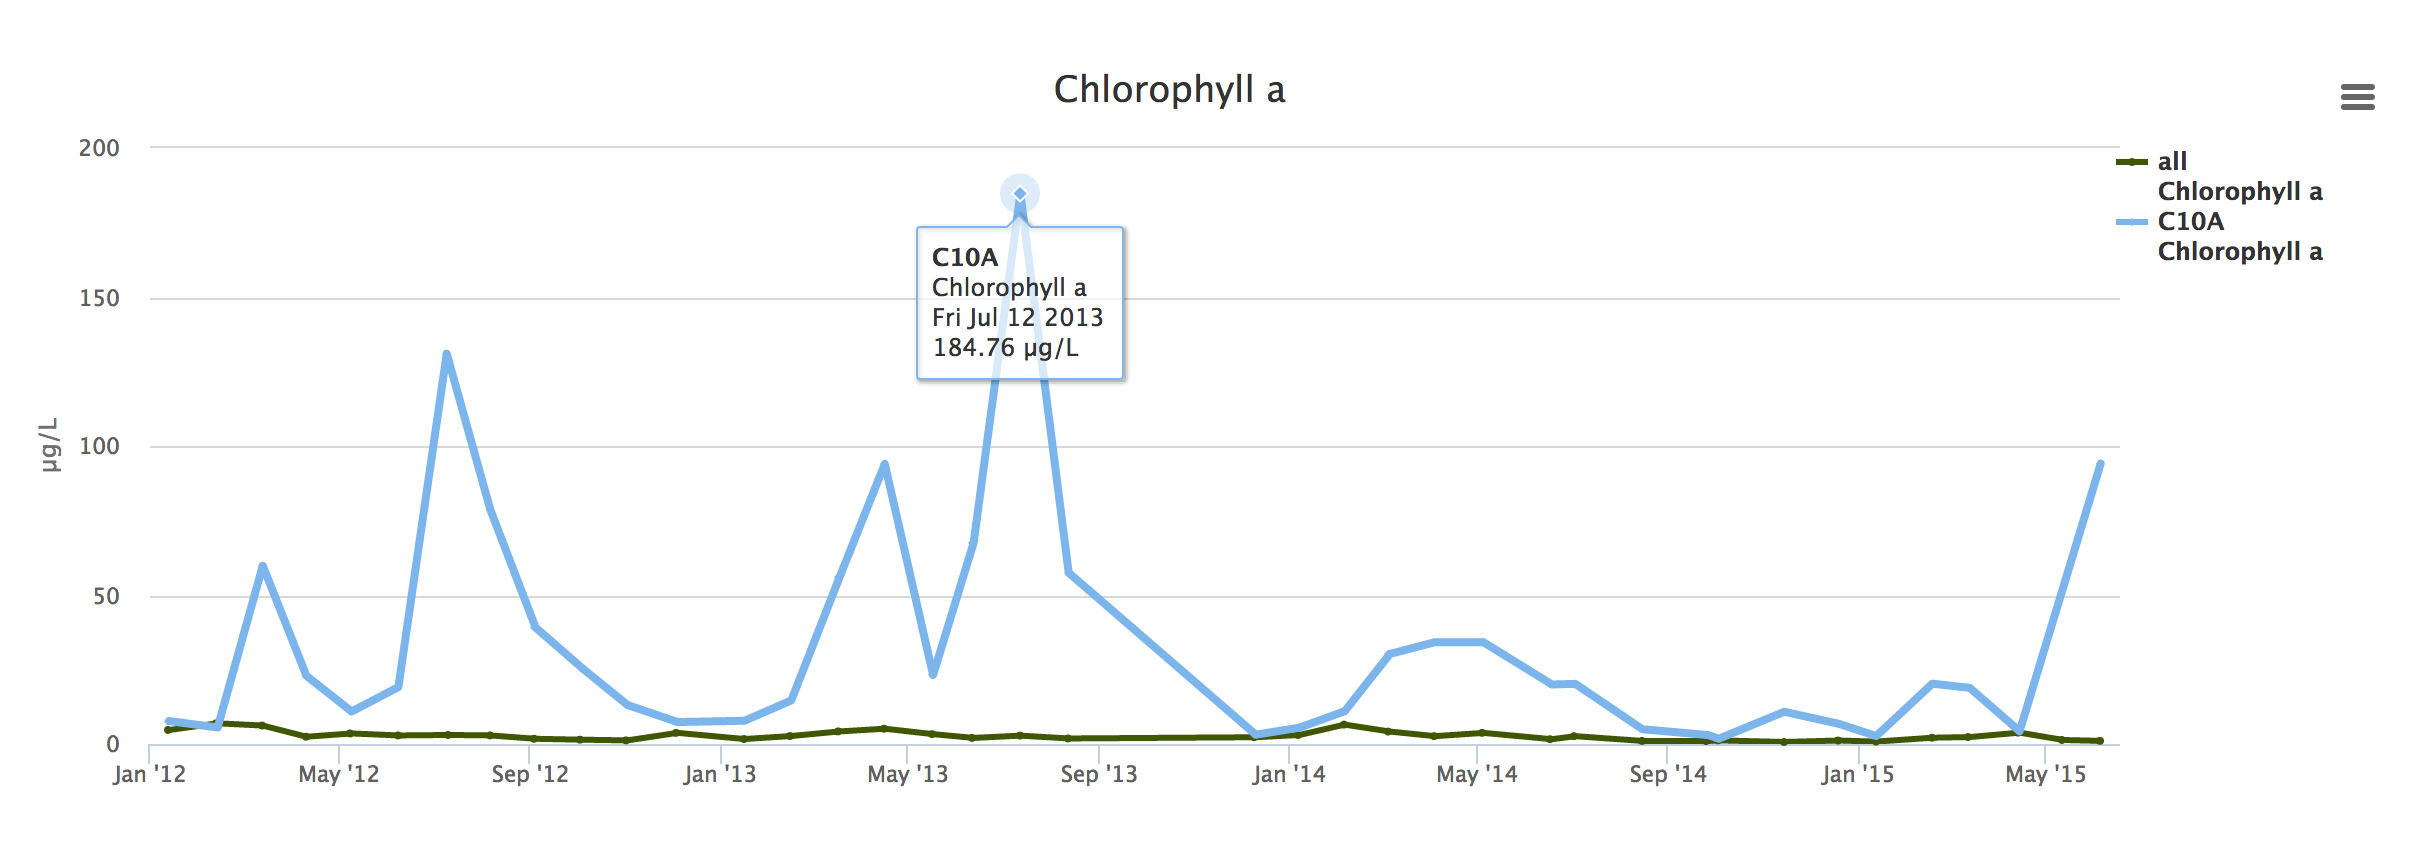 Chlorophyll a
200
150
100
50
0
µg/L
all
Chlorophyll a
C10A
Chlorophyll a
C10A
Chlorophyll a
Fri Jul 12 2013
184.76 µg/L
Jan '12 May '12 Sep '12 Jan '13 May '13 Sep '13 Jan '14 May '14 Sep '14 Jan '15 May '15